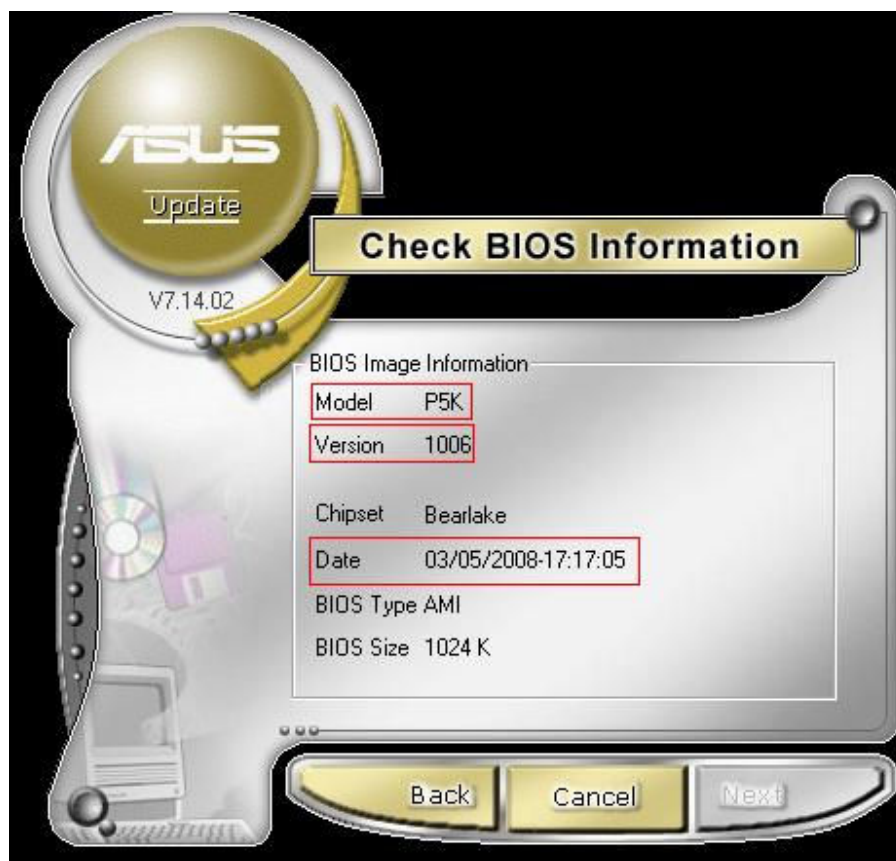 ASUS
Update
V7.14.02
Check BIOS Information
BIOS Image Information
Model P5K
Version 1006
Chipset Bearlake
Date 03/05/2008-17:17:05
BIOS Type AMI
BIOS Size 1024 K
Back Cancel Next